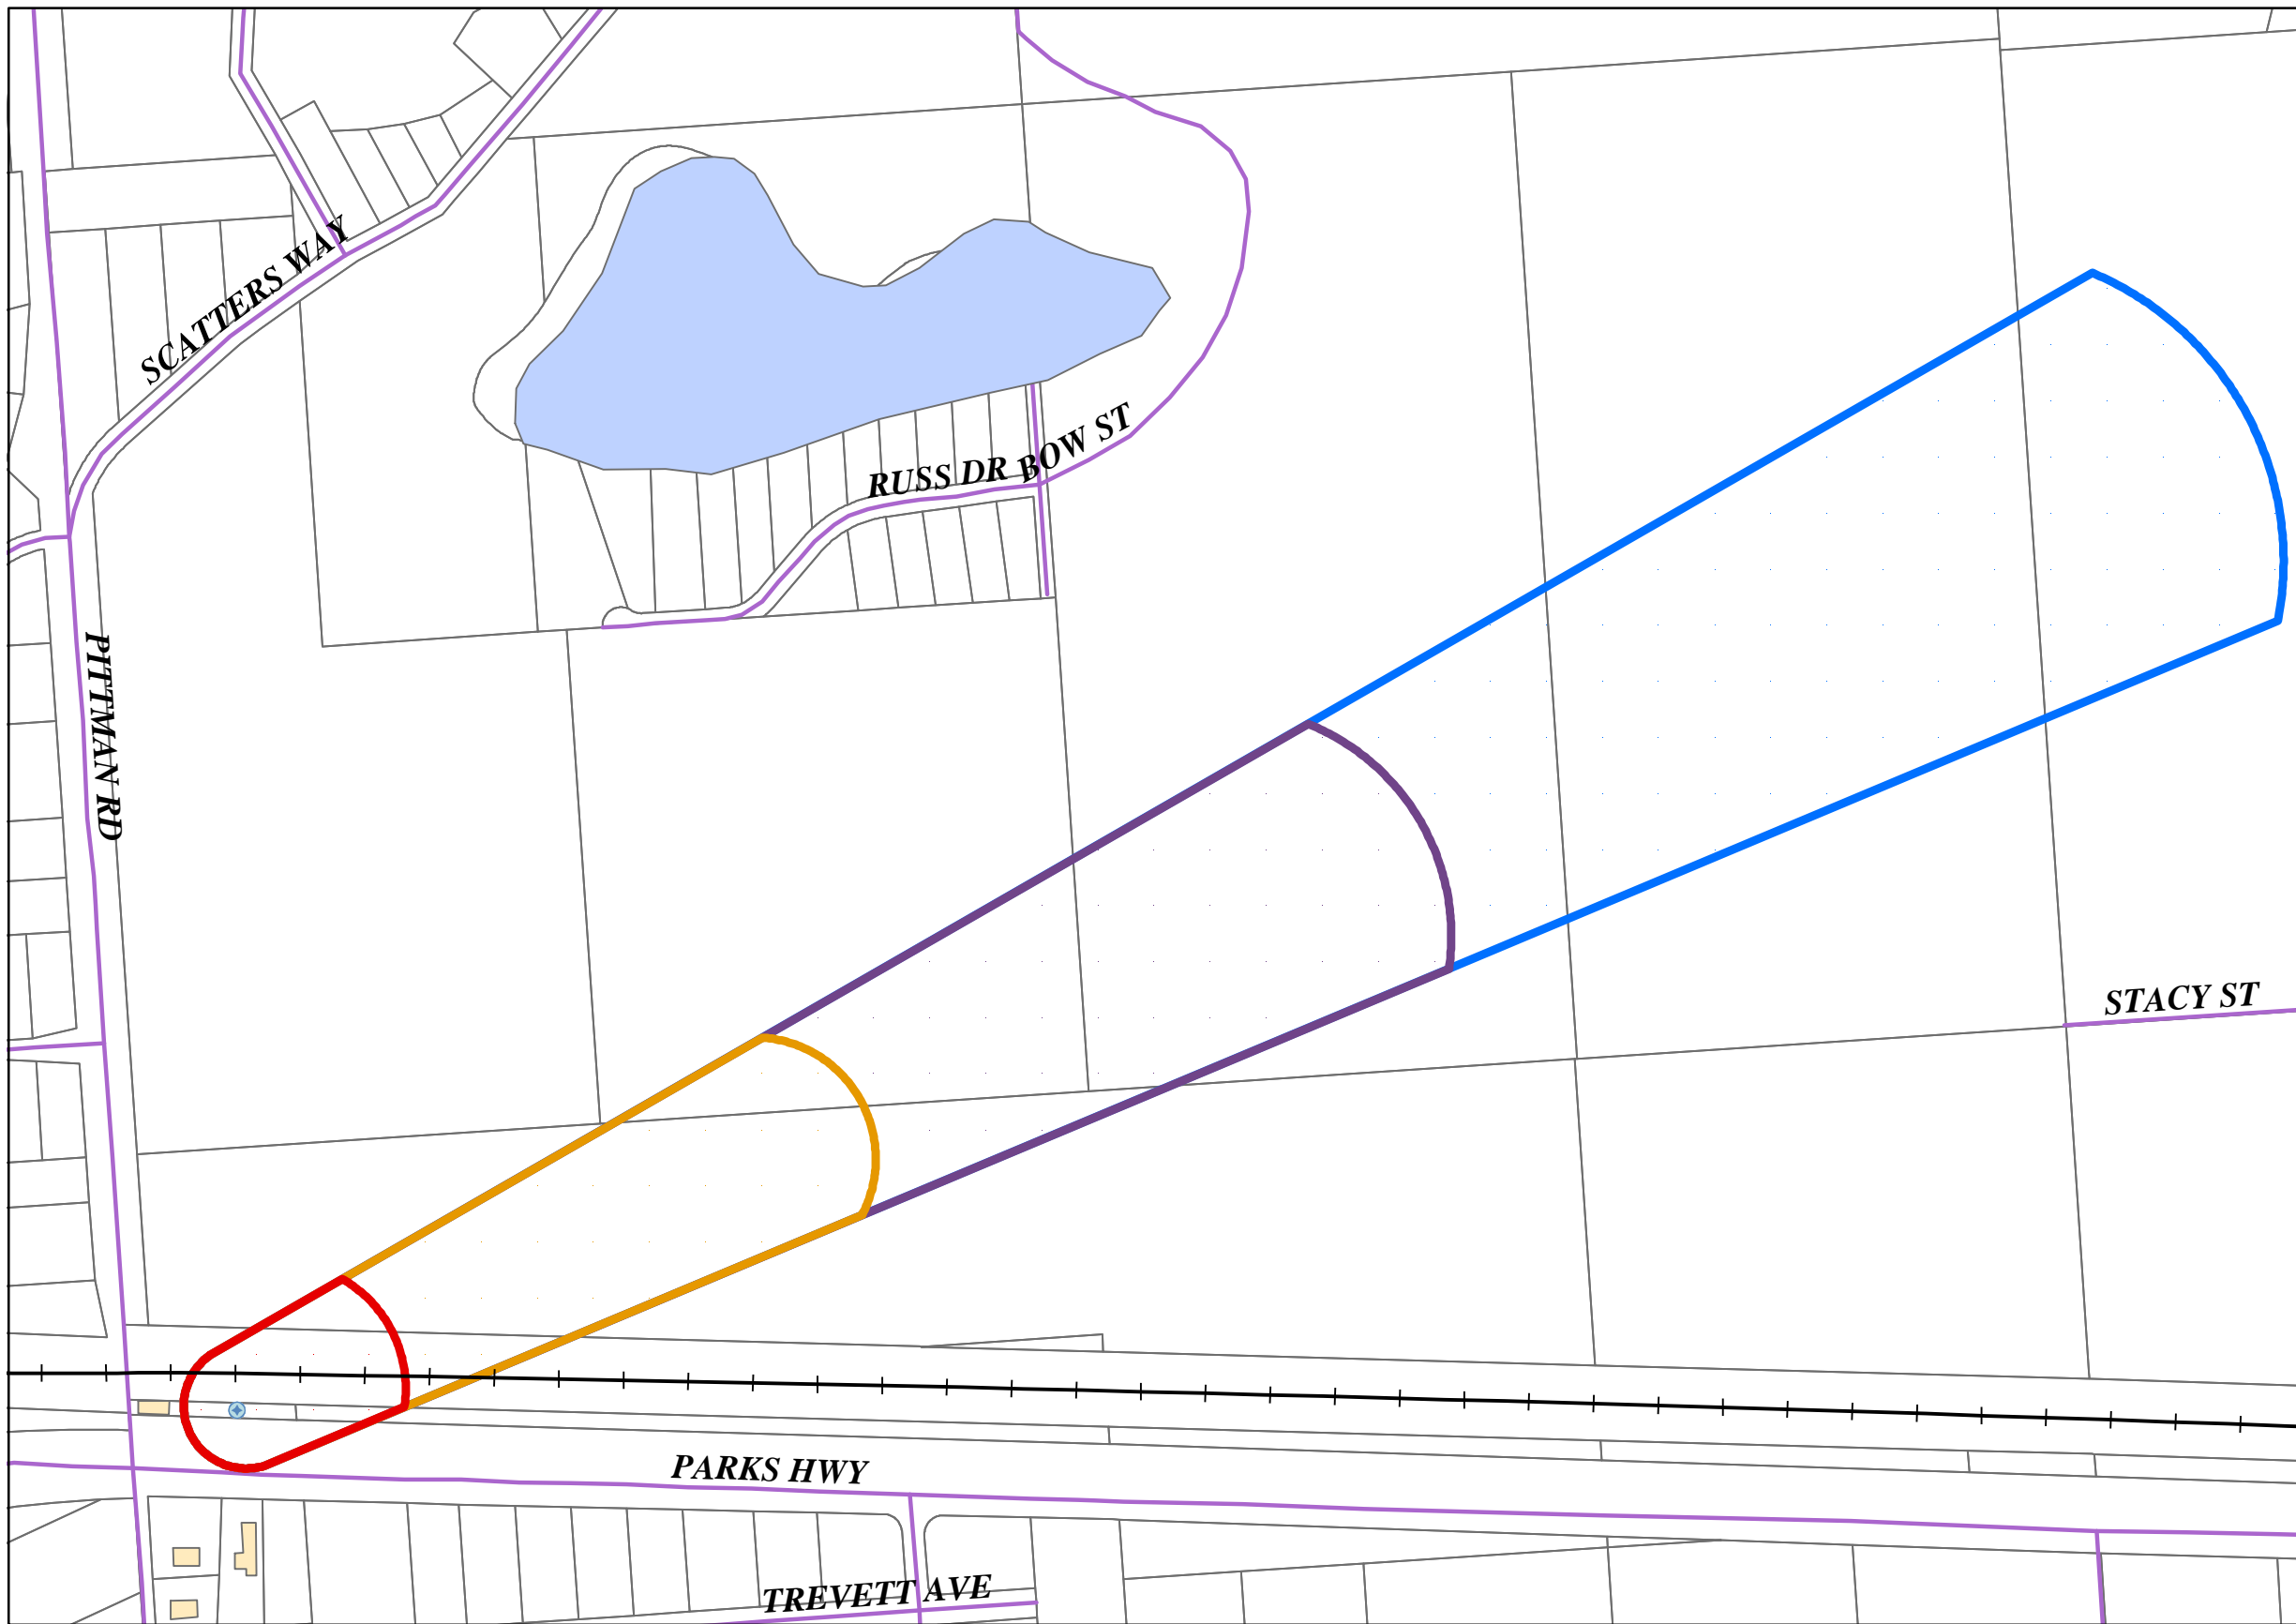 SCATTERS WAY
RUSS DR
BOW ST
PITTMAN RD
STACY ST
PARKS HWY
TREVETT AVE